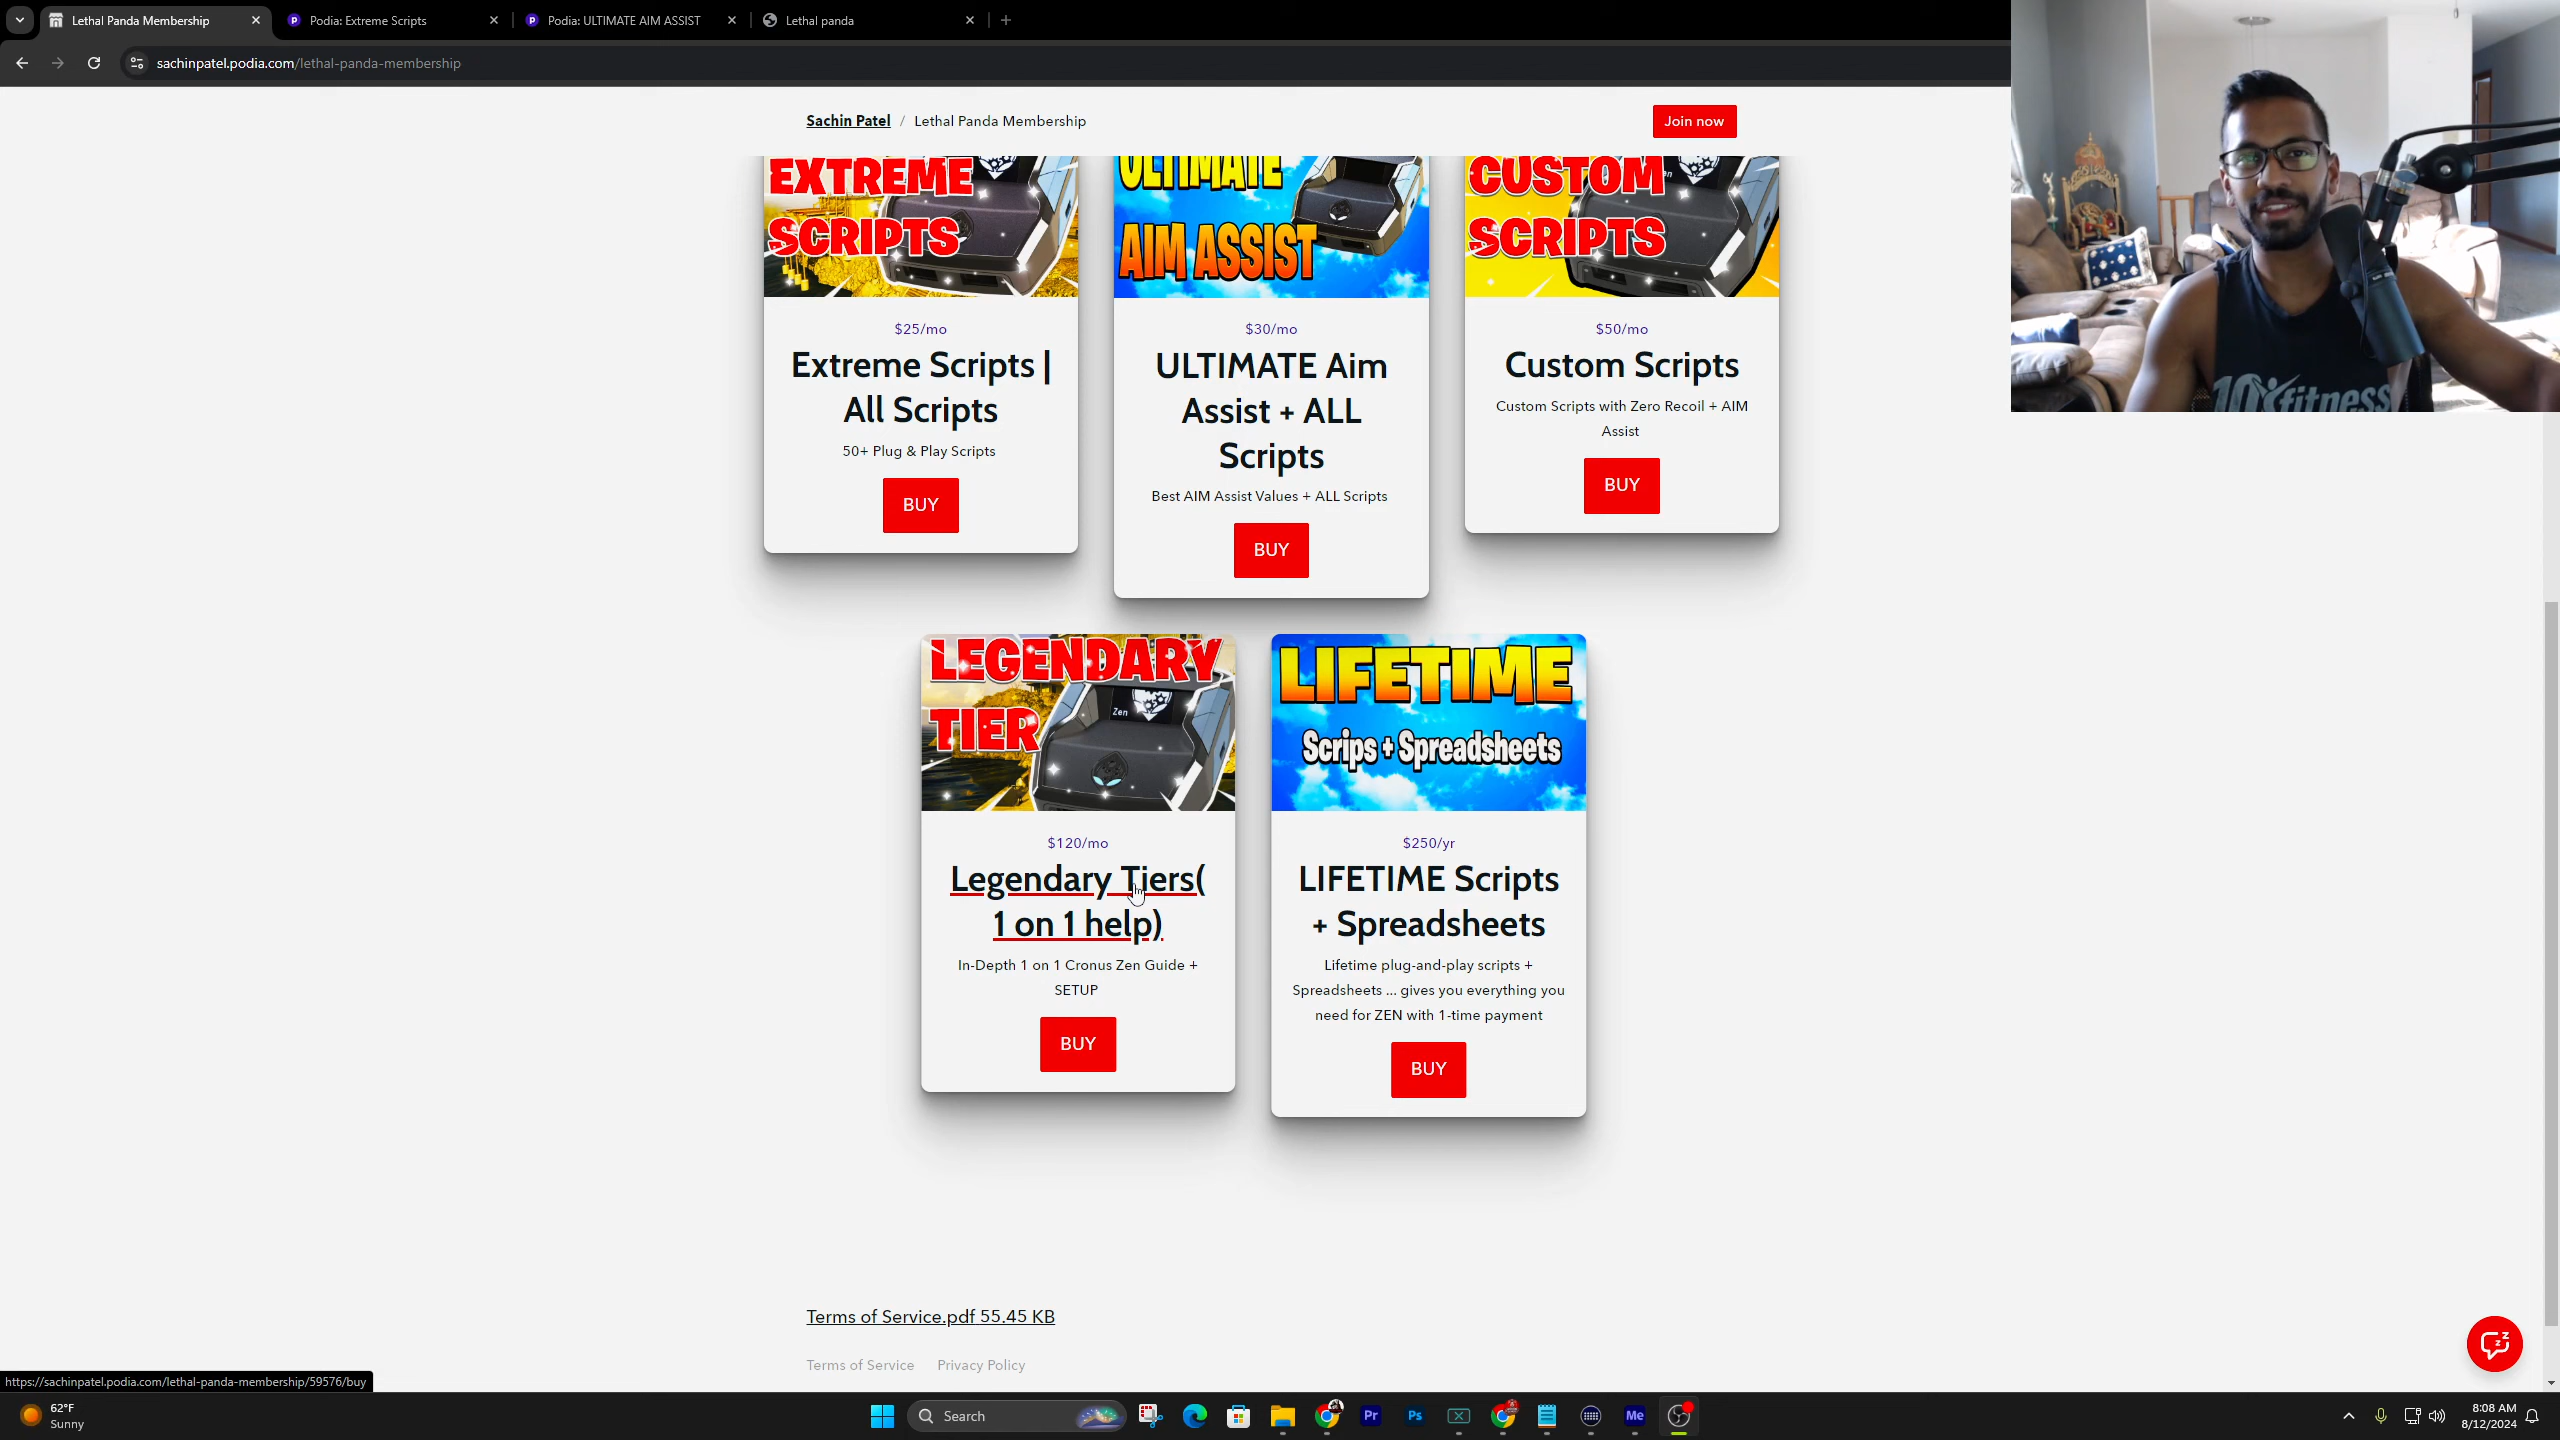 Lethal Panda Membership
Podia: Extreme Scripts
Podia: ULTIMATE AIM ASSIST
Lethal panda
sachinpatel.podia.com/lethal-panda-membership
Sachin Patel / Lethal Panda Membership
Join now
EXTREME
SCRIPTS
ULTIMATE
AIM ASSIST
CUSTOM
SCRIPTS
$25/mo
Extreme Scripts |
All Scripts
50+ Plug & Play Scripts
BUY
$30/mo
ULTIMATE Aim
Assist + ALL
Scripts
Best AIM Assist Values + ALL Scripts
BUY
$50/mo
Custom Scripts
Custom Scripts with Zero Recoil + AIM
Assist
BUY
10 fitness
LEGENDARY
TIER
Zen
$120/mo
Legendary Tiers(
1 on 1 help)
In-Depth 1 on 1 Cronus Zen Guide +
SETUP
BUY
LIFETIME
Scrips + Spreadsheets
$250/yr
LIFETIME Scripts
+ Spreadsheets
Lifetime plug-and-play scripts +
Spreadsheets ... gives you everything you
need for ZEN with 1-time payment
BUY
Terms of Service.pdf 55.45 KB
Terms of Service
Privacy Policy
https://sachinpatel.podia.com/lethal-panda-membership/59576/buy
62°F
Sunny
Search
Pr
Ps
Me
8:08 AM
8/12/2024